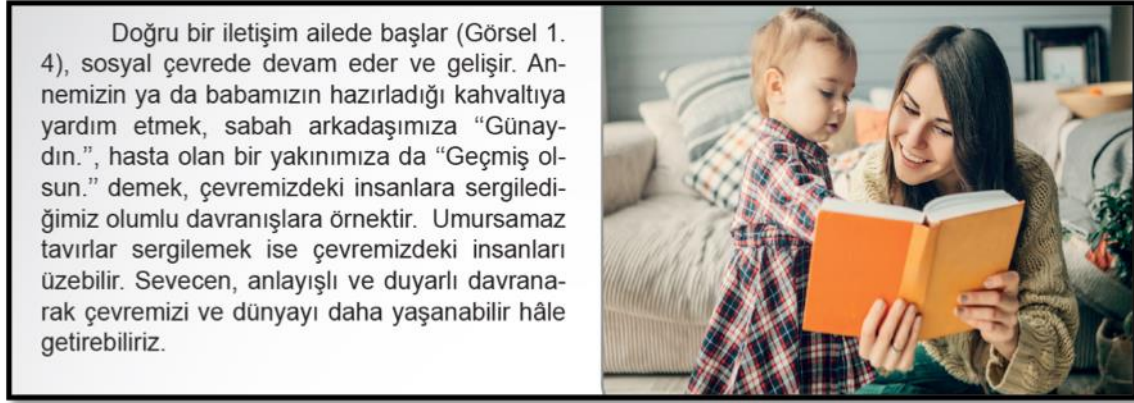 Doğru bir iletişim ailede başlar (Görsel 1.
4), sosyal çevrede devam eder ve gelişir. An-
nemizin ya da babamızın hazırladığı kahvaltıya
yardım etmek, sabah arkadaşımıza “Günay-
dın.”, hasta olan bir yakınımıza da “Geçmiş ol-
sun.” demek, çevremizdeki insanlara sergiledi-
ğimiz olumlu davranışlara örnektir. Umursamaz
tavırlar sergilemek ise çevremizdeki insanları
üzebilir. Sevecen, anlayışlı ve duyarlı davrana-
rak çevremizi ve dünyayı daha yaşanabilir hâle
getirebiliriz.